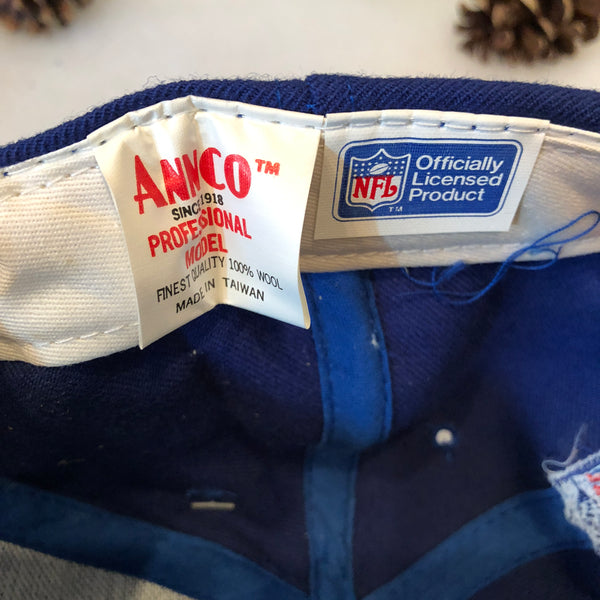 ANNCO™
SINCE 1918
PROFESSIONAL
MODEL
FINEST QUALITY 100% WOOL
MADE IN TAIWAN
NFL
TM
Officially
Licensed
Product